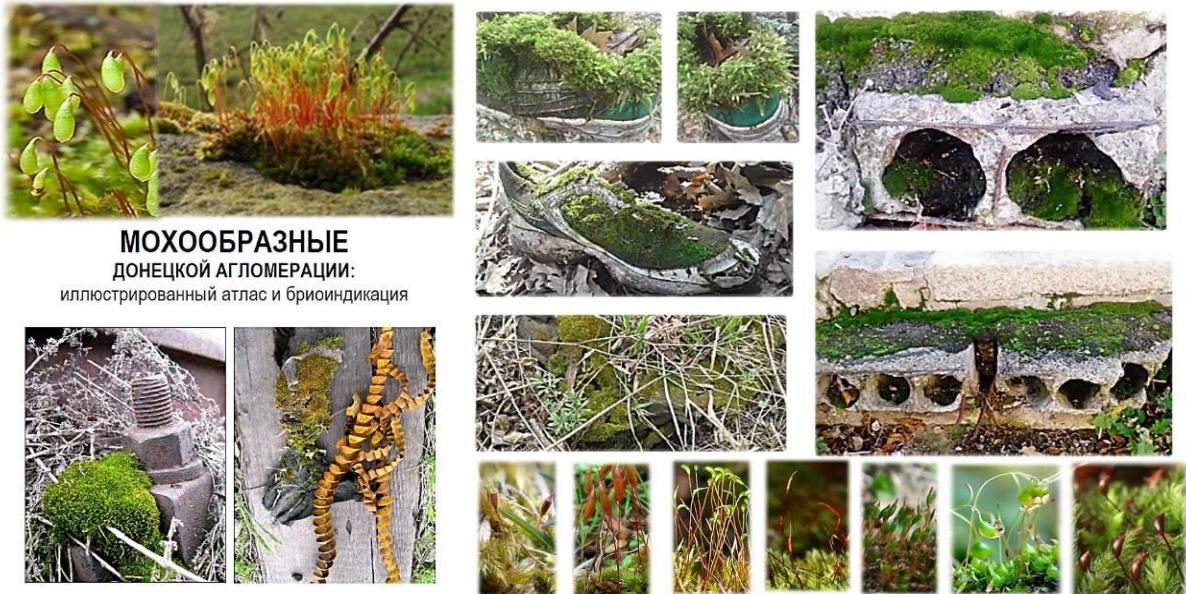 МОХООБРАЗНЫЕ
ДОНЕЦКОЙ АГЛОМЕРАЦИИ:
иллюстрированный атлас и бриоиндикация